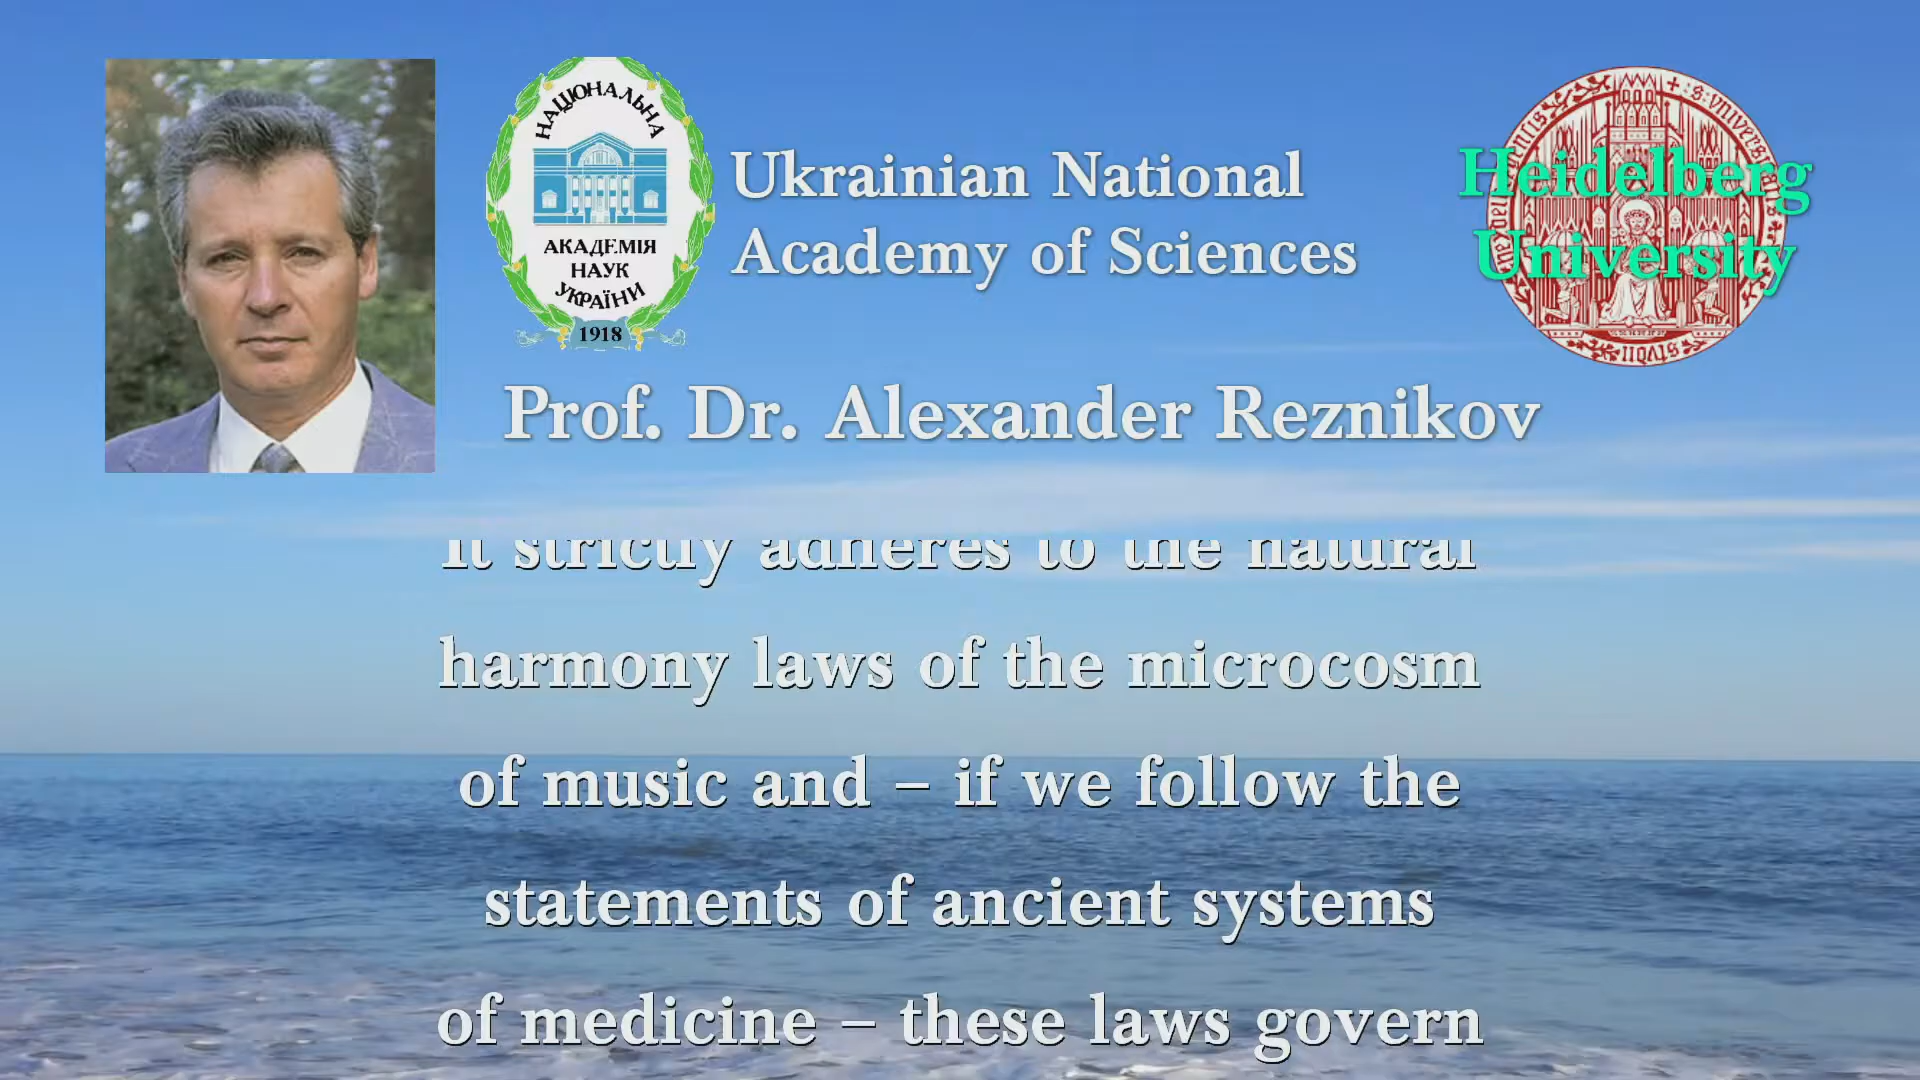 НАЦІОНАЛЬНА
АКАДЕМІЯ
НАУК
УКРАЇНИ
1918
Ukrainian National
Academy of Sciences
Heidelberg
University
Prof. Dr. Alexander Reznikov
It strictly adheres to the natural
harmony laws of the microcosm
of music and – if we follow the
statements of ancient systems
of medicine – these laws govern